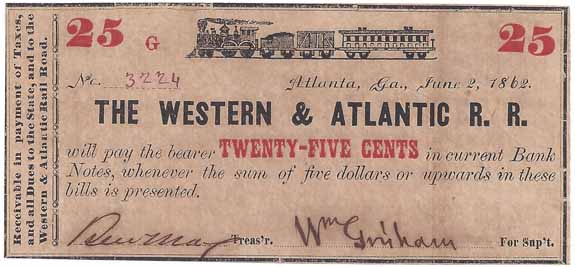 25 G 25
No. 3224 Atlanta, Ga., June 2, 1862.
THE WESTERN & ATLANTIC R. R.
will pay the bearer TWENTY-FIVE CENTS in current Bank
Notes, whenever the sum of five dollars or upwards in these
bills is presented.
Ben May Treas'r. Wm Grisham For Sup't.
Receivable in payment of Taxes,
and all Dues to the State, and to the
Western & Atlantic Rail Road.